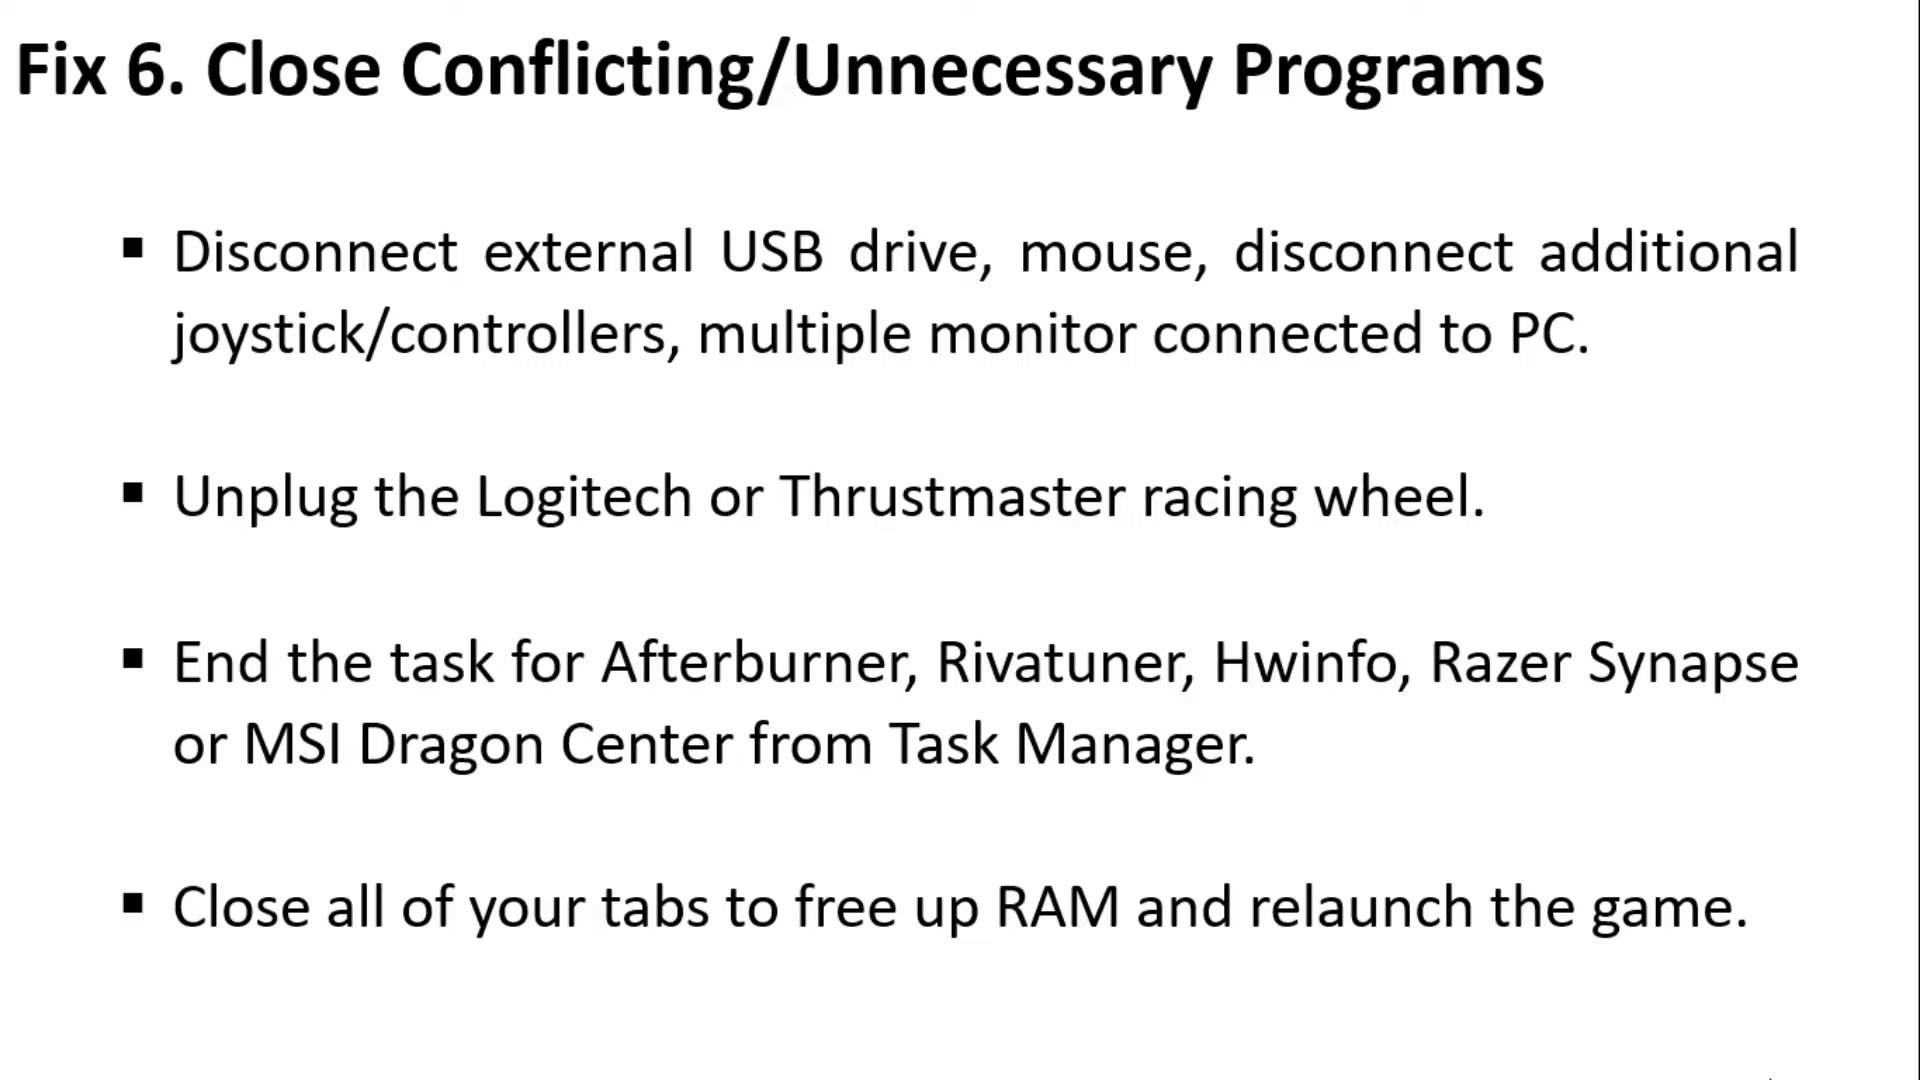 Fix 6. Close Conflicting/Unnecessary Programs
▪ Disconnect external USB drive, mouse, disconnect additional
joystick/controllers, multiple monitor connected to PC.
▪ Unplug the Logitech or Thrustmaster racing wheel.
▪ End the task for Afterburner, Rivatuner, Hwinfo, Razer Synapse
or MSI Dragon Center from Task Manager.
▪ Close all of your tabs to free up RAM and relaunch the game.